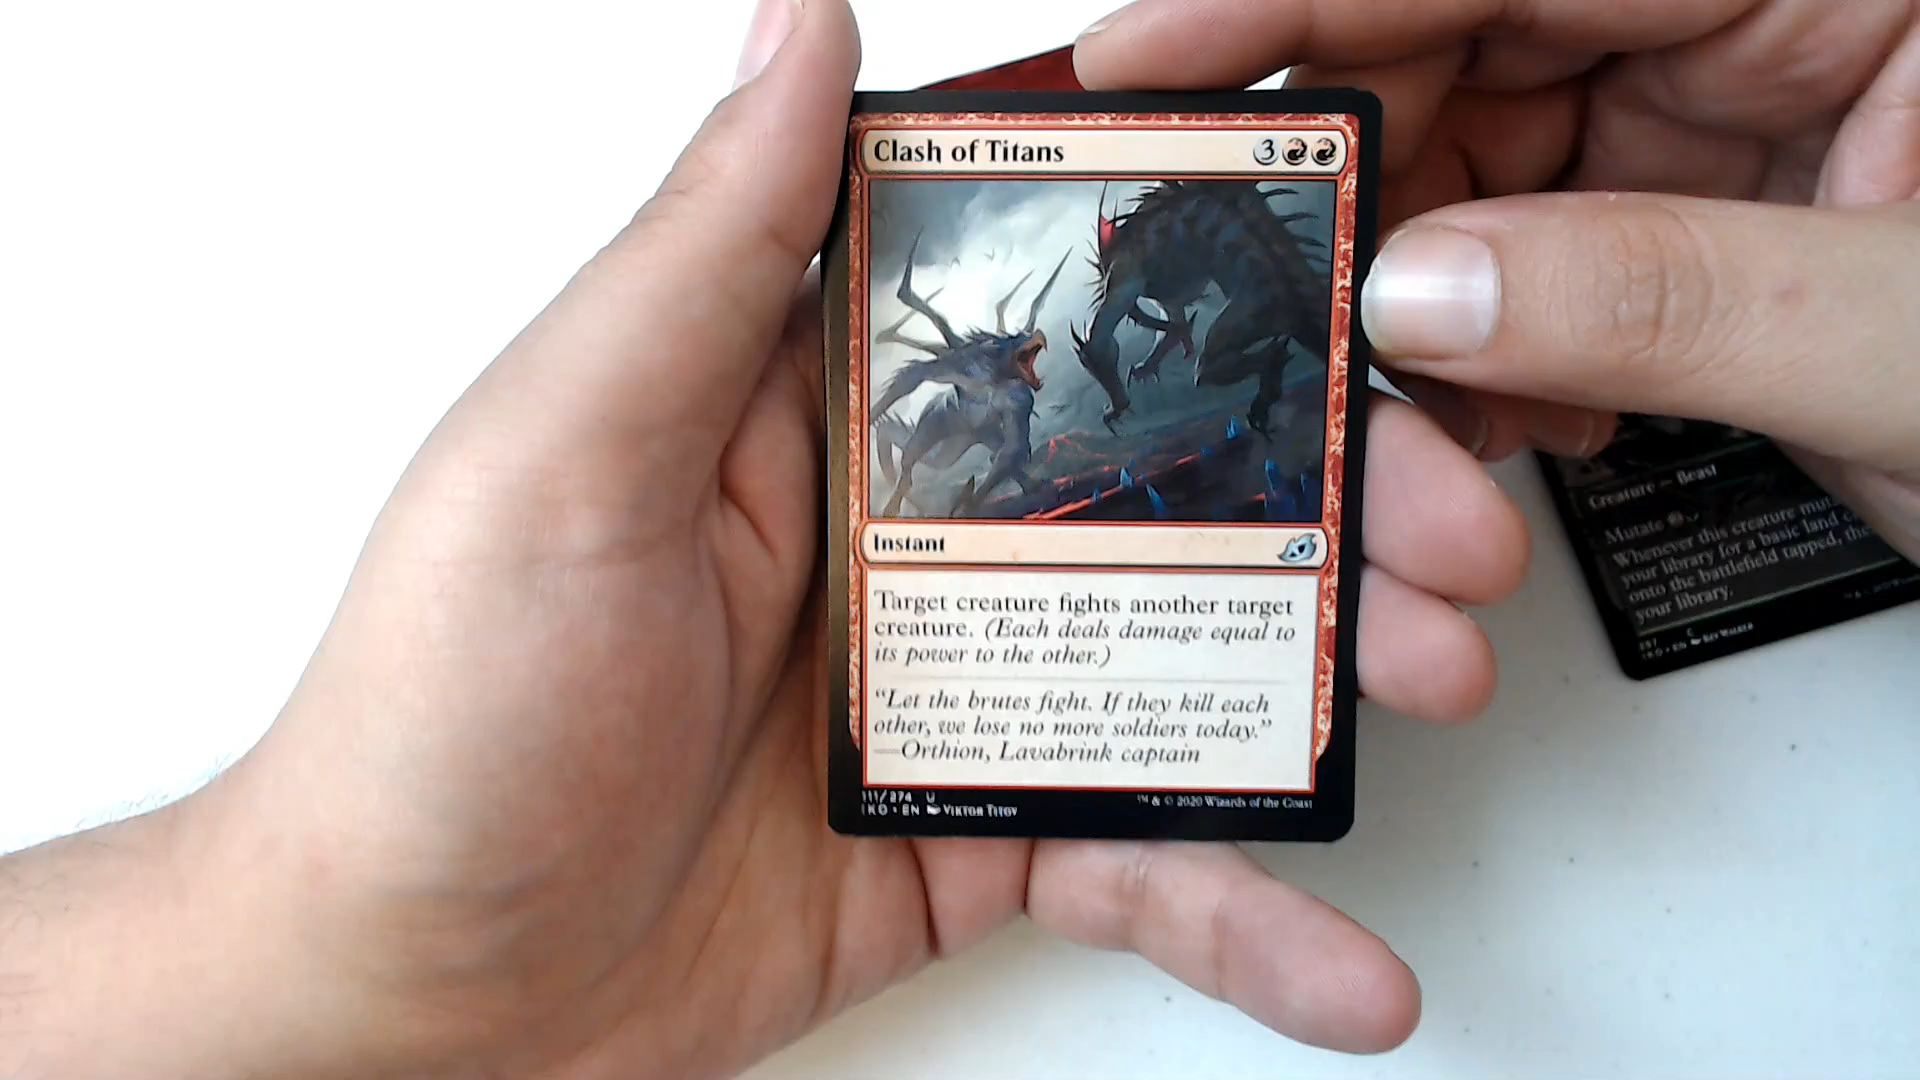 Clash of Titans 3
Instant
Target creature fights another target
creature. (Each deals damage equal to
its power to the other.)
“Let the brutes fight. If they kill each
other, we lose no more soldiers today.”
—Orthion, Lavabrink captain
111/274 U
IKO • EN VIKTOR TITOV
™ & © 2020 Wizards of the Coast
Creature — Beast
Mutate
Whenever this creature
your library for a basic land
onto the battlefield tapped,
your library.
IKO • EN